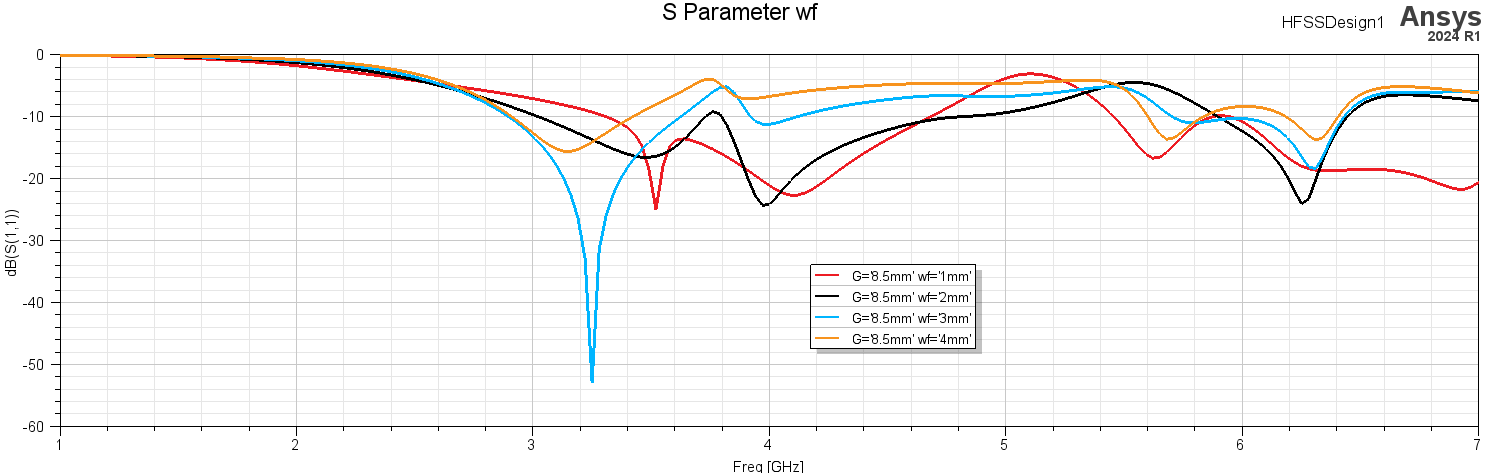 S Parameter wf
HFSSDesign1
Ansys
2024 R1
0
-10
-20
-30
-40
-50
-60
dB(S(1,1))
G='8.5mm' wf='1mm'
G='8.5mm' wf='2mm'
G='8.5mm' wf='3mm'
G='8.5mm' wf='4mm'
1 2 3 4 5 6 7
Freq [GHz]